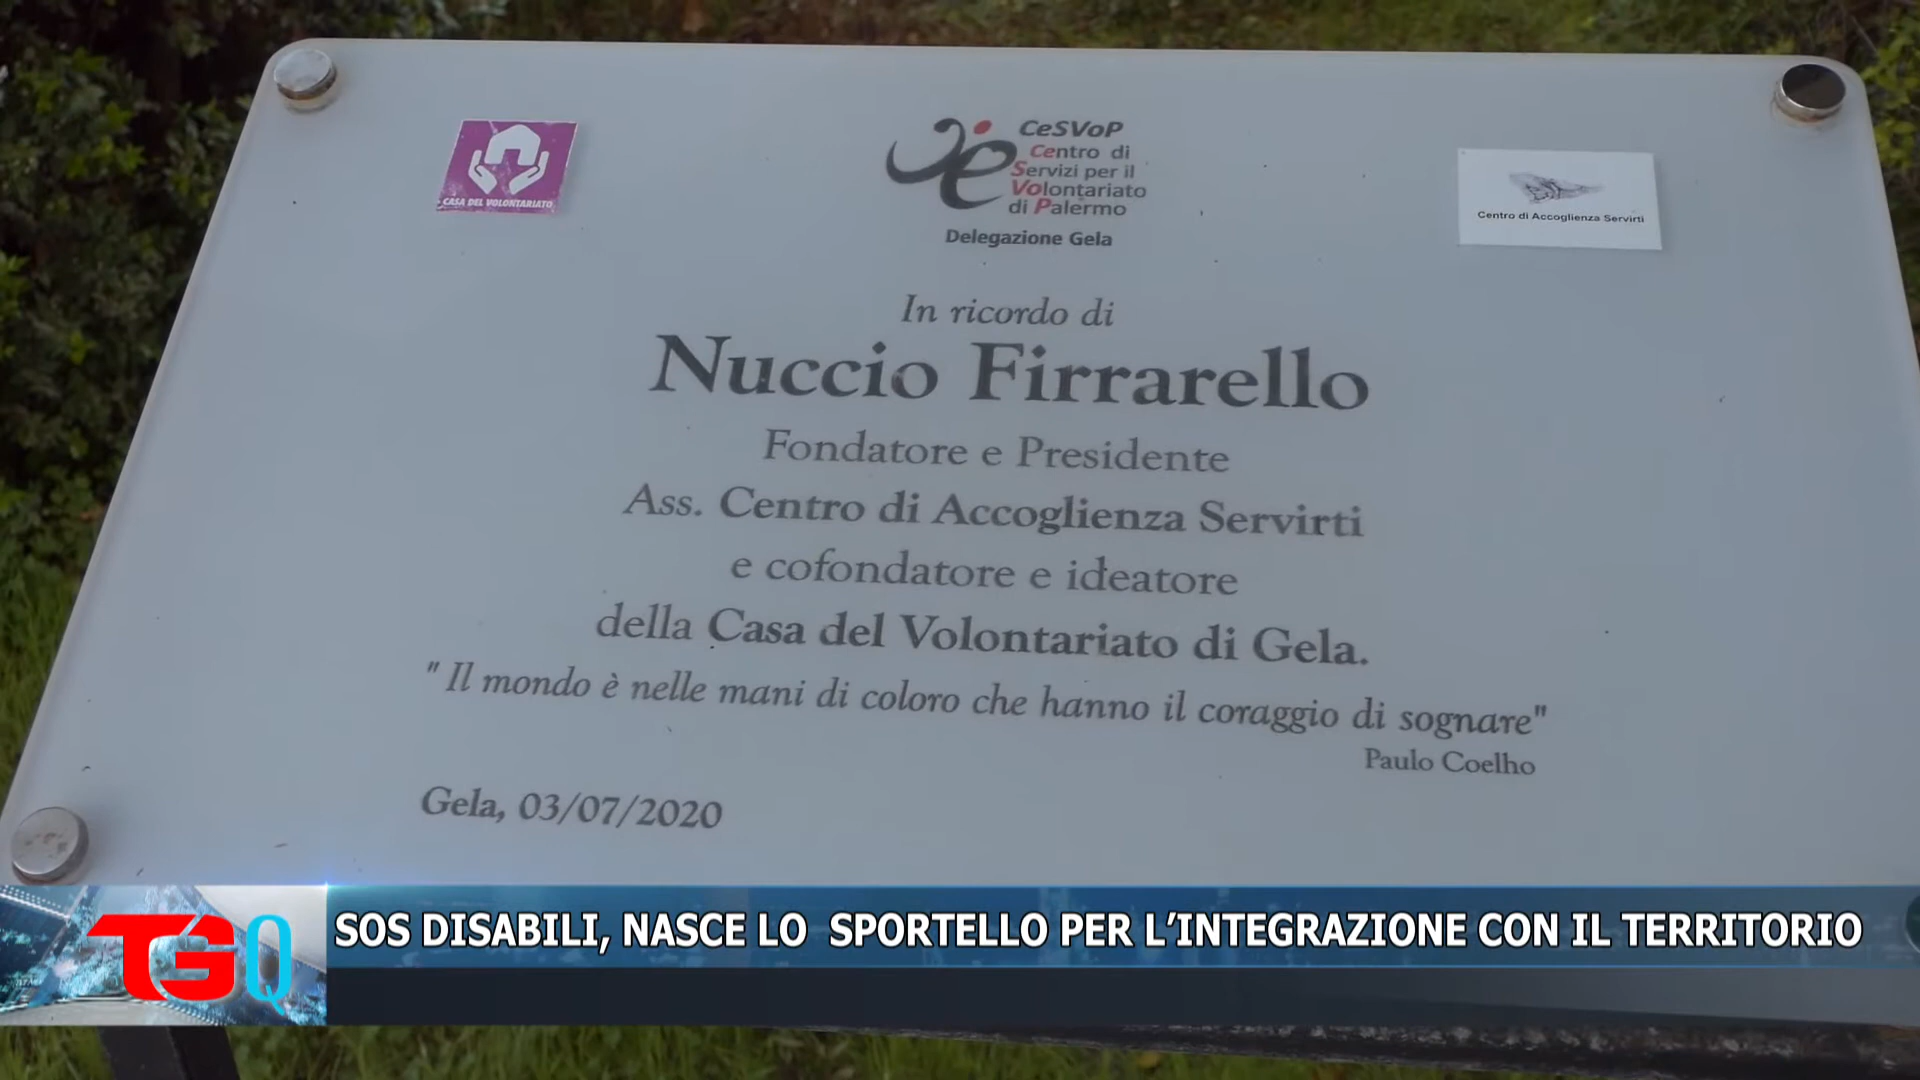 CASA DEL VOLONTARIATO
CeSVoP
Centro di
Servizi per il
Volontariato
di Palermo
Delegazione Gela
Centro di Accoglienza Servirti
In ricordo di
Nuccio Firrarello
Fondatore e Presidente
Ass. Centro di Accoglienza Servirti
e cofondatore e ideatore
della Casa del Volontariato di Gela.
" Il mondo è nelle mani di coloro che hanno il coraggio di sognare"
Paulo Coelho
Gela, 03/07/2020
TGQ
SOS DISABILI, NASCE LO SPORTELLO PER L'INTEGRAZIONE CON IL TERRITORIO